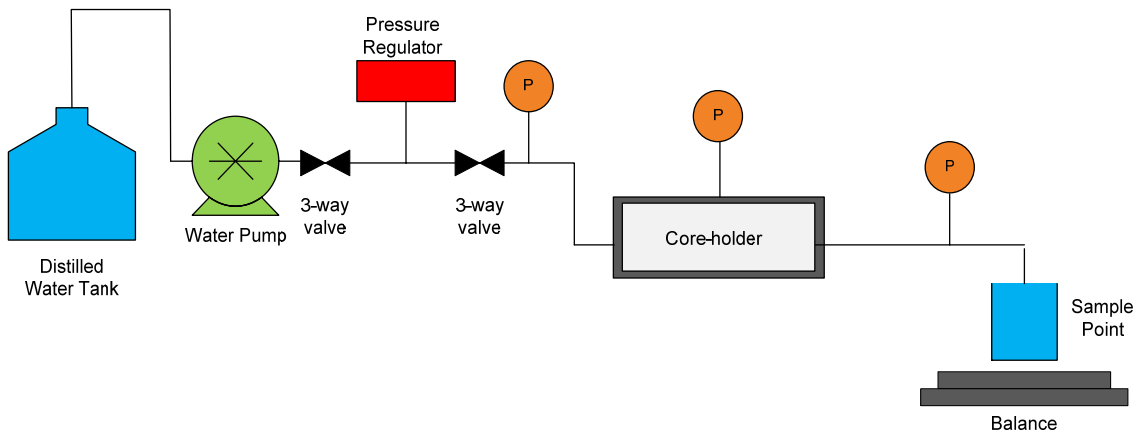 Pressure
Regulator
P
P
P
3-way
valve
3-way
valve
Water Pump
Core-holder
Distilled
Water Tank
Sample
Point
Balance